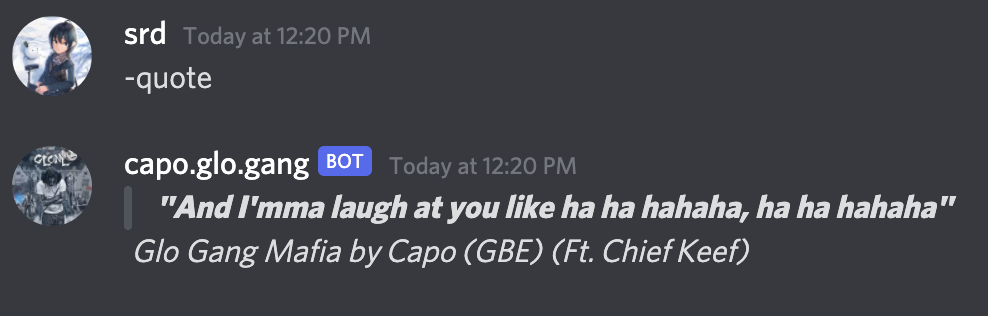 srd Today at 12:20 PM
-quote
capo.glo.gang BOT Today at 12:20 PM
"And I'mma laugh at you like ha ha hahaha, ha ha hahaha"
Glo Gang Mafia by Capo (GBE) (Ft. Chief Keef)